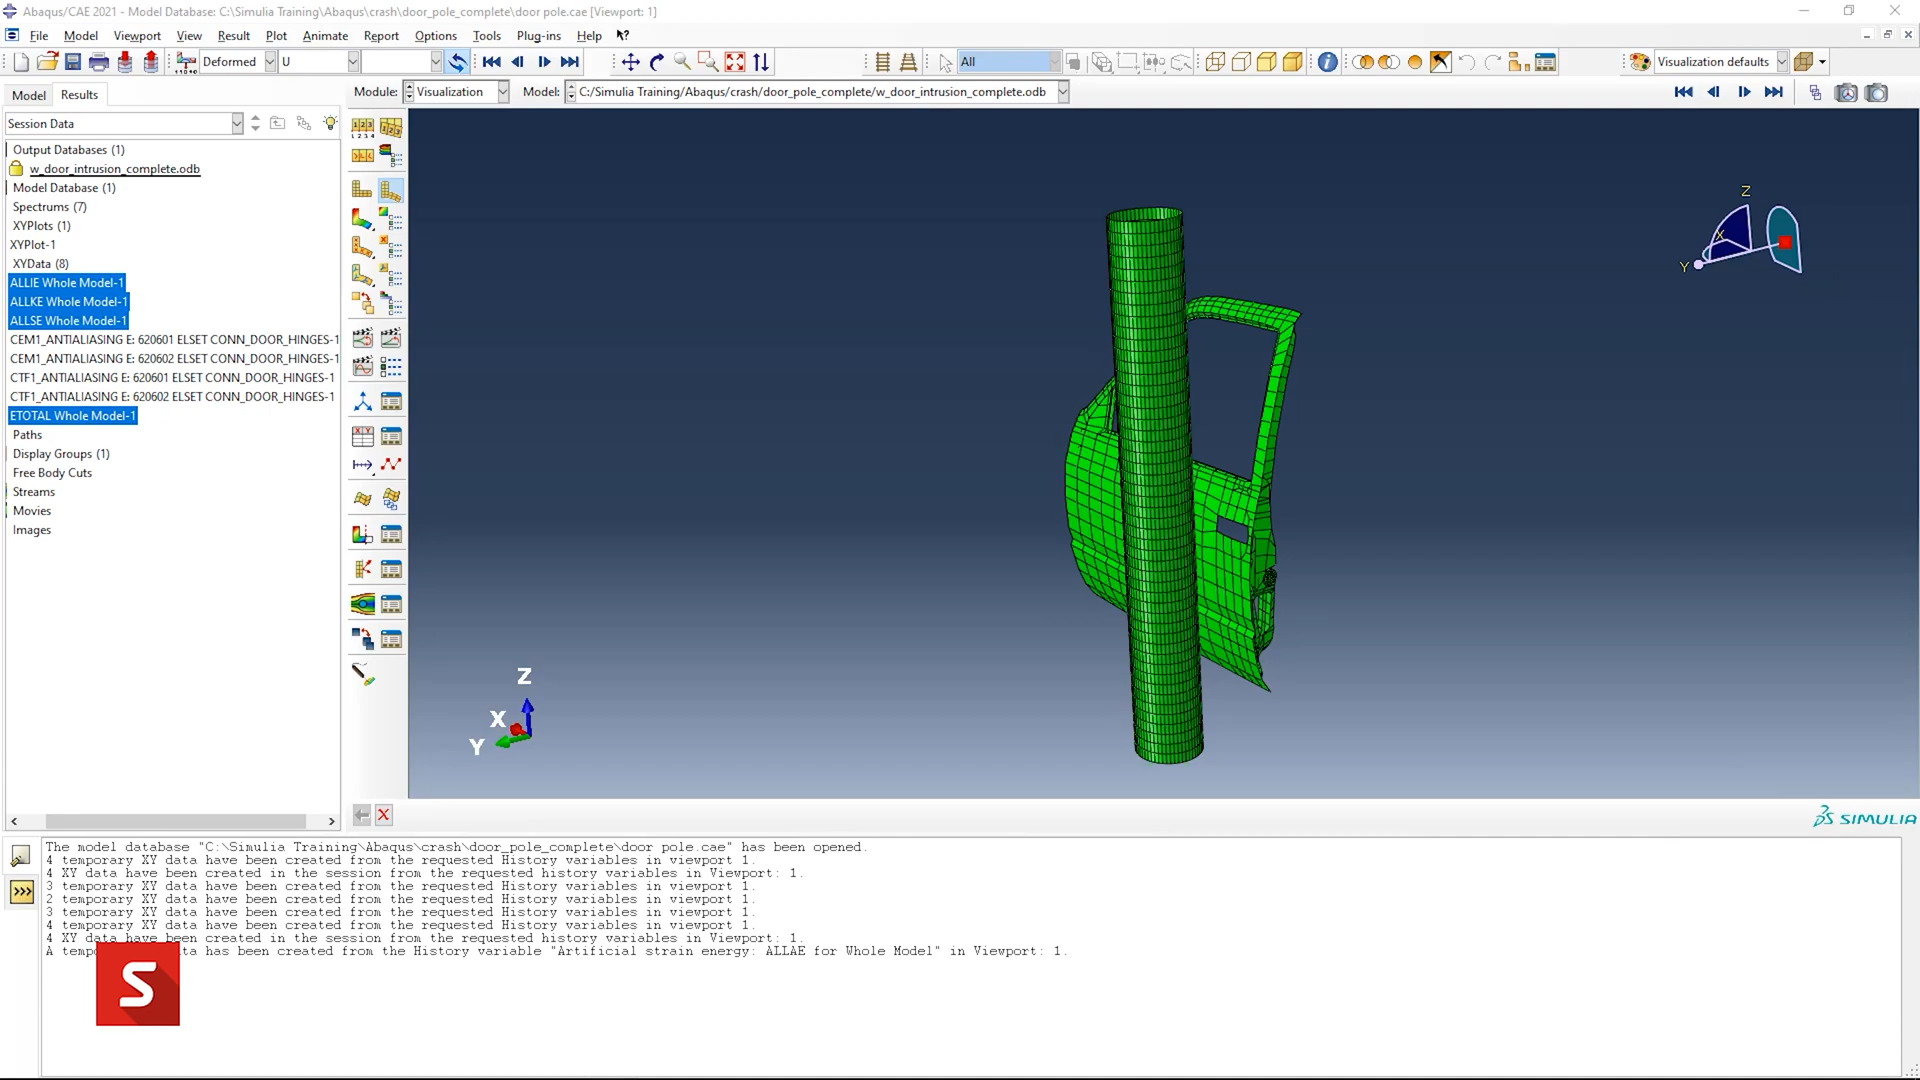 Abaqus/CAE 2021 - Model Database: C:\Simulia Training\Abaqus\crash\door_pole_complete\door pole.cae [Viewport: 1]
File Model Viewport View Result Plot Animate Report Options Tools Plug-ins Help
Deformed U All Visualization defaults
Model Results
Module: Visualization Model: C:/Simulia Training/Abaqus/crash/door_pole_complete/w_door_intrusion_complete.odb
Session Data
Output Databases (1)
w_door_intrusion_complete.odb
Model Database (1)
Spectrums (7)
XYPlots (1)
XYPlot-1
XYData (8)
ALLIE Whole Model-1
ALLKE Whole Model-1
ALLSE Whole Model-1
CEM1_ANTIALIASING E: 620601 ELSET CONN_DOOR_HINGES-1
CEM1_ANTIALIASING E: 620602 ELSET CONN_DOOR_HINGES-1
CTF1_ANTIALIASING E: 620601 ELSET CONN_DOOR_HINGES-1
CTF1_ANTIALIASING E: 620602 ELSET CONN_DOOR_HINGES-1
ETOTAL Whole Model-1
Paths
Display Groups (1)
Free Body Cuts
Streams
Movies
Images
Z
X
Y
Z
X
Y
SIMULIA
The model database "C:\Simulia Training\Abaqus\crash\door_pole_complete\door pole.cae" has been opened.
4 temporary XY data have been created from the requested History variables in viewport 1.
4 XY data have been created in the session from the requested history variables in Viewport: 1.
3 temporary XY data have been created from the requested History variables in viewport 1.
2 temporary XY data have been created from the requested History variables in viewport 1.
3 temporary XY data have been created from the requested History variables in viewport 1.
4 temporary XY data have been created from the requested History variables in viewport 1.
4 XY data have been created in the session from the requested history variables in Viewport: 1.
A has been created from the History variable "Artificial strain energy: ALLAE for Whole Model" in Viewport: 1.
S